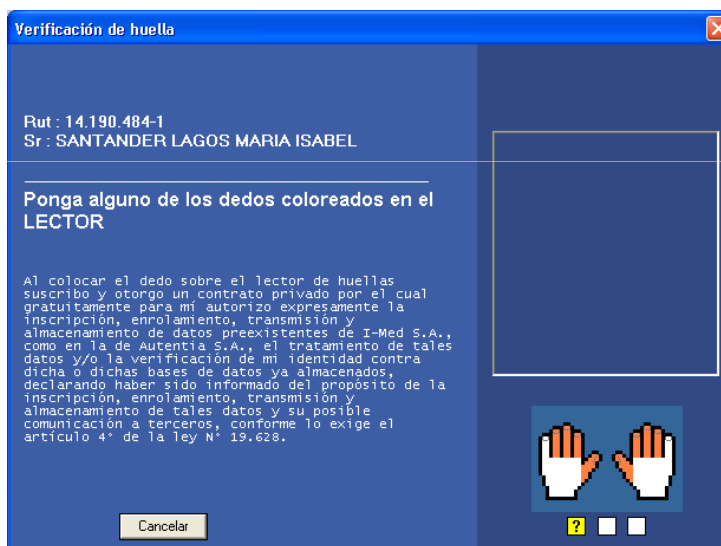 Verificación de huella
Rut : 14.190.484-1
Sr : SANTANDER LAGOS MARIA ISABEL
Ponga alguno de los dedos coloreados en el
LECTOR
Al colocar el dedo sobre el lector de huellas
suscribo y otorgo un contrato privado por el cual
gratuitamente para mí autorizo expresamente la
inscripción, enrolamiento, transmisión y
almacenamiento de datos preexistentes de I-Med S.A.,
como en la de Autentia S.A., el tratamiento de tales
datos y/o la verificación de mi identidad contra
dicha o dichas bases de datos ya almacenados,
declarando haber sido informado del propósito de la
inscripción, enrolamiento, transmisión y
almacenamiento de tales datos y su posible
comunicación a terceros, conforme lo exige el
artículo 4° de la ley N° 19.628.
Cancelar
?